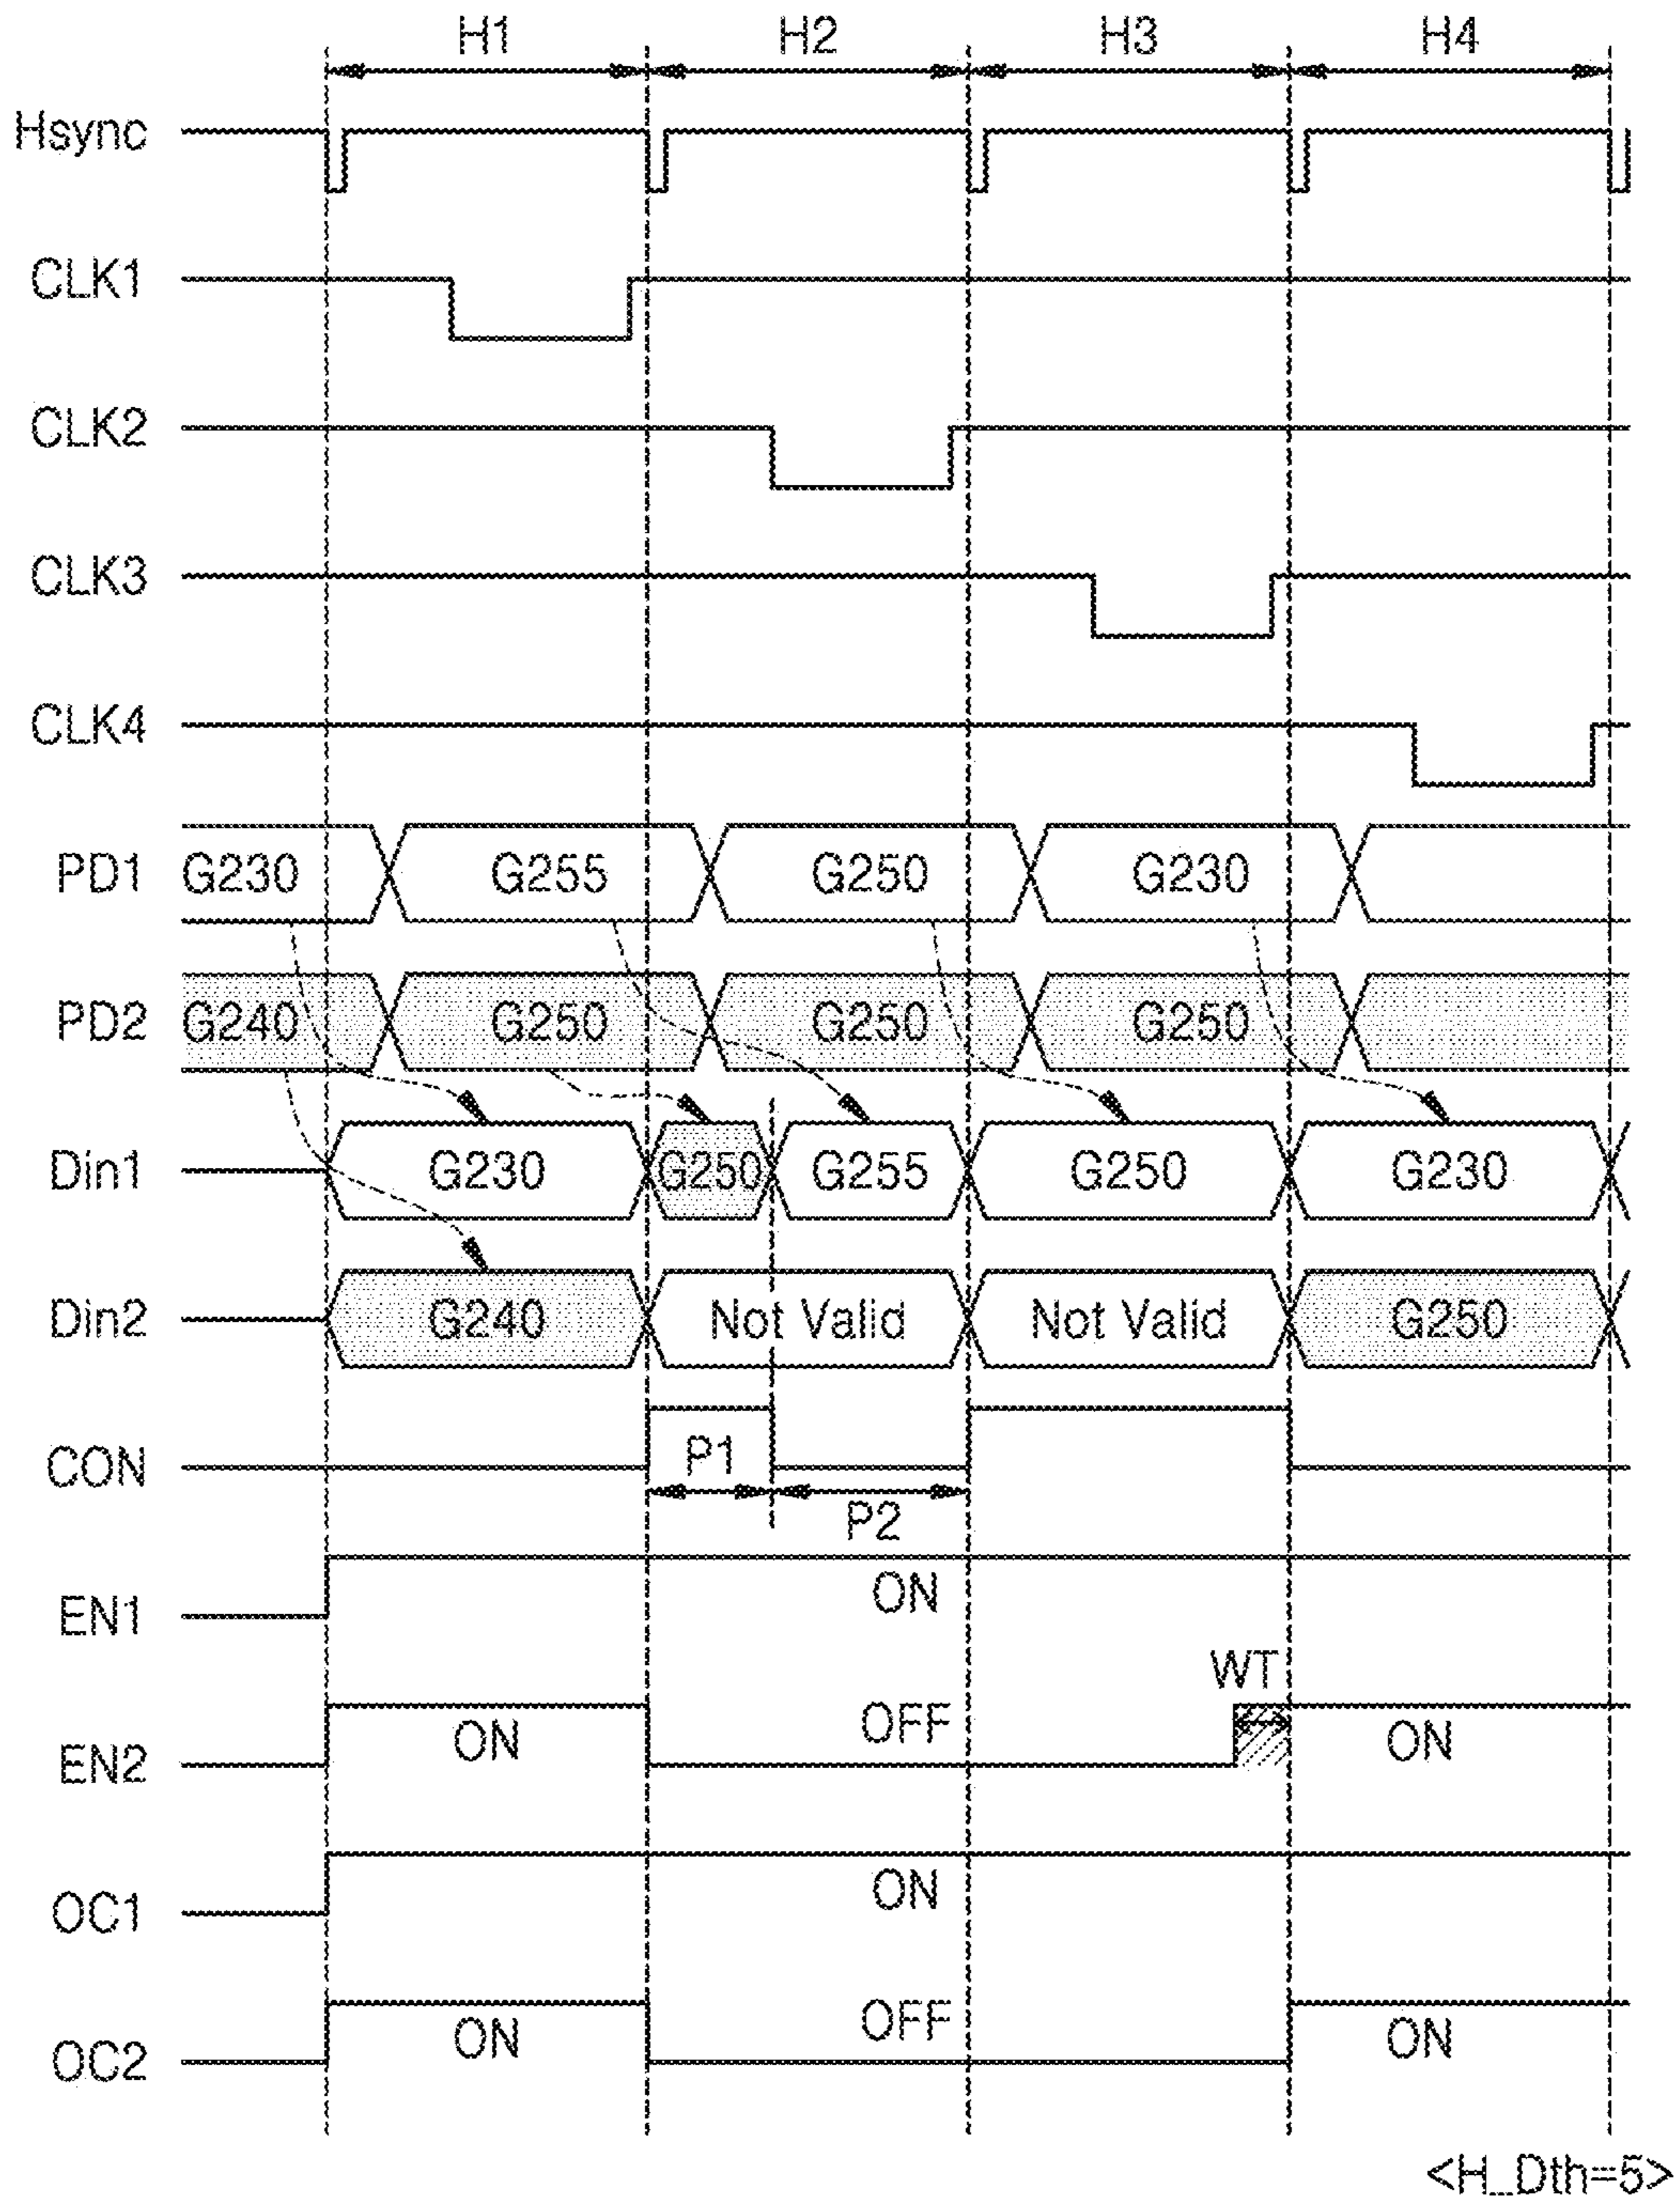 H1 H2 H3 H4
Hsync
CLK1
CLK2
CLK3
CLK4
PD1 G230 G255 G250 G230
PD2 G240 G250 G250 G250
Din1 G230 G250 G255 G250 G230
Din2 G240 Not Valid Not Valid G250
CON P1
P2
EN1 ON
WT
EN2 ON OFF ON
OC1 ON
OC2 ON OFF ON
<H_Dth=5>